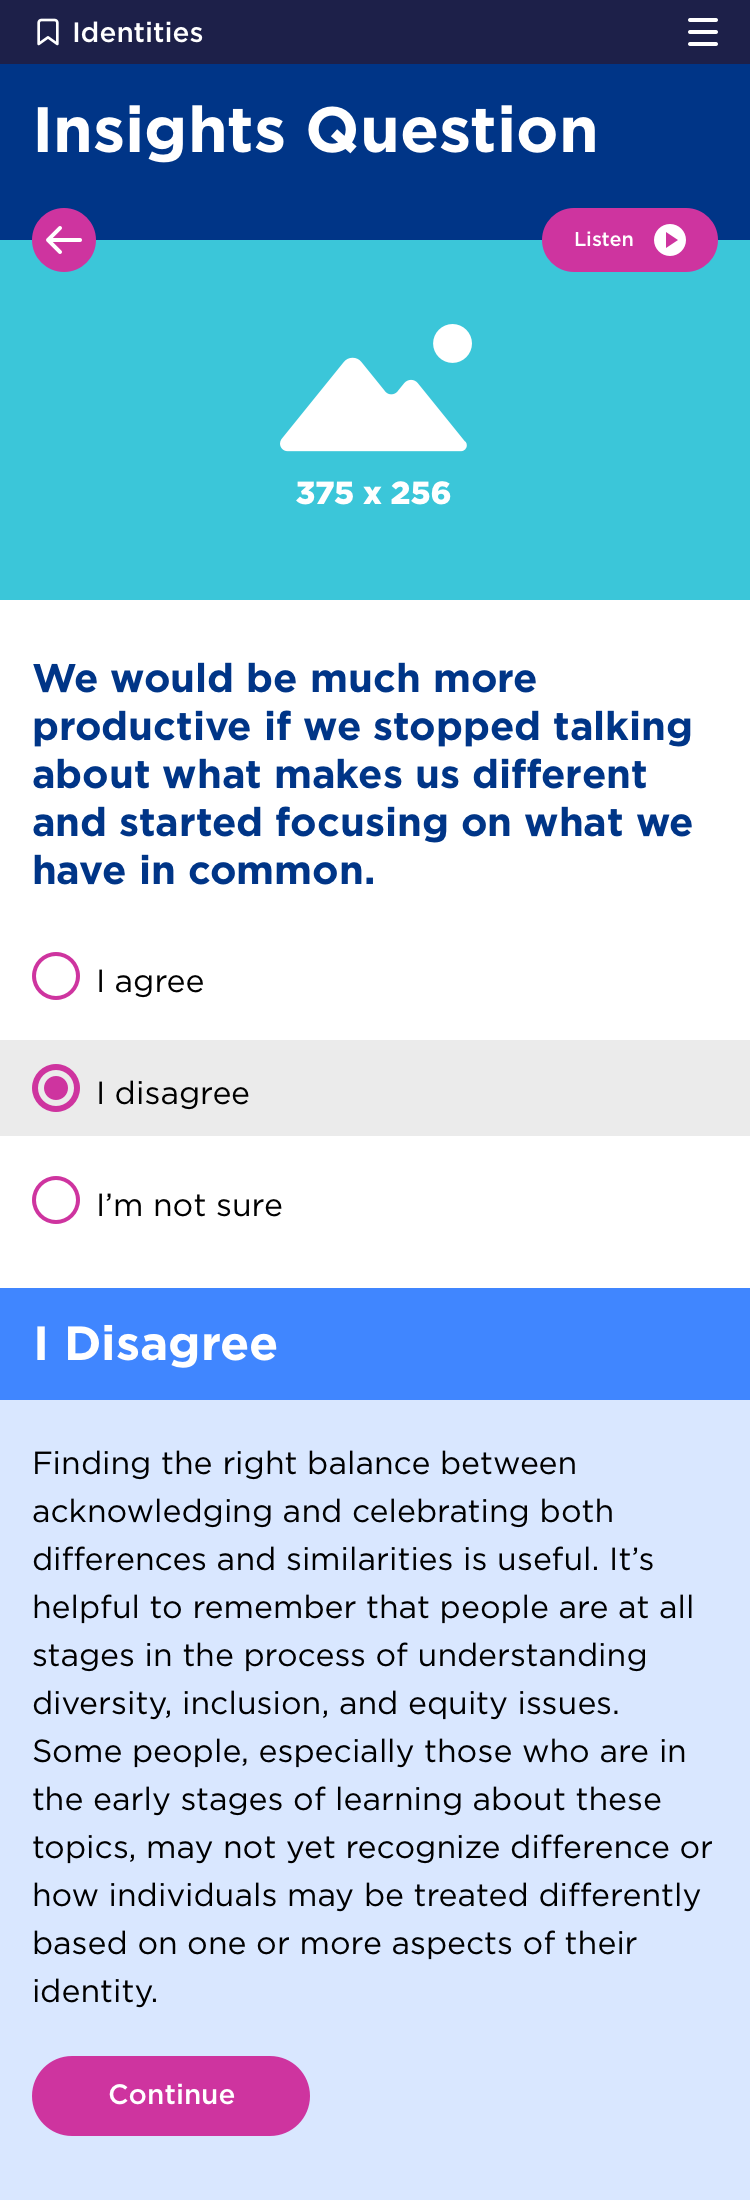 Identities
Insights Question
Listen
375 x 256
We would be much more
productive if we stopped talking
about what makes us different
and started focusing on what we
have in common.
I agree
I disagree
I’m not sure
I Disagree
Finding the right balance between
acknowledging and celebrating both
differences and similarities is useful. It’s
helpful to remember that people are at all
stages in the process of understanding
diversity, inclusion, and equity issues.
Some people, especially those who are in
the early stages of learning about these
topics, may not yet recognize difference or
how individuals may be treated differently
based on one or more aspects of their
identity.
Continue